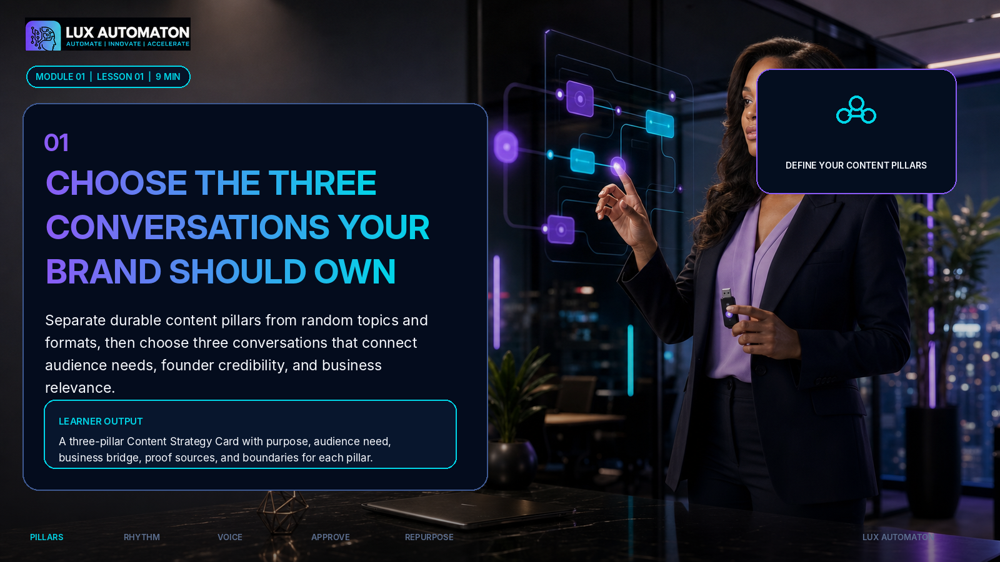 LUX AUTOMATON
AUTOMATE | INNOVATE | ACCELERATE
MODULE 01 | LESSON 01 | 9 MIN
01
CHOOSE THE THREE
CONVERSATIONS YOUR
BRAND SHOULD OWN
Separate durable content pillars from random topics and
formats, then choose three conversations that connect
audience needs, founder credibility, and business
relevance.
LEARNER OUTPUT
A three-pillar Content Strategy Card with purpose, audience need,
business bridge, proof sources, and boundaries for each pillar.
DEFINE YOUR CONTENT PILLARS
PILLARS
RHYTHM
VOICE
APPROVE
REPURPOSE
LUX AUTOMATON